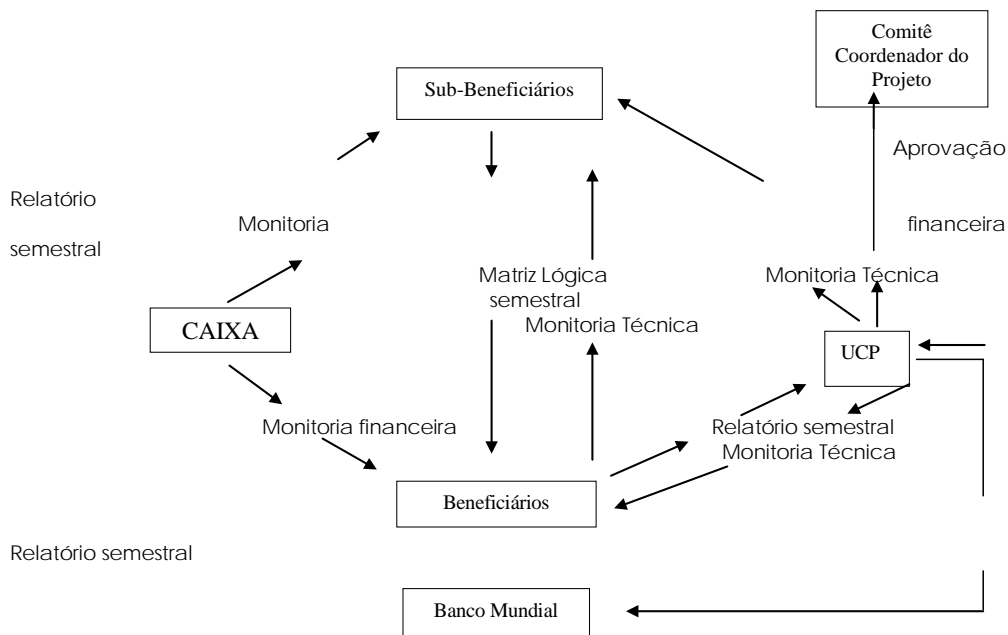 Comitê
Coordenador do
Projeto
Sub-Beneficiários
Aprovação
Relatório
Monitoria
financeira
semestral
Matriz Lógica
semestral
Monitoria Técnica
Monitoria Técnica
CAIXA
UCP
Monitoria financeira
Relatório semestral
Monitoria Técnica
Beneficiários
Relatório semestral
Banco Mundial